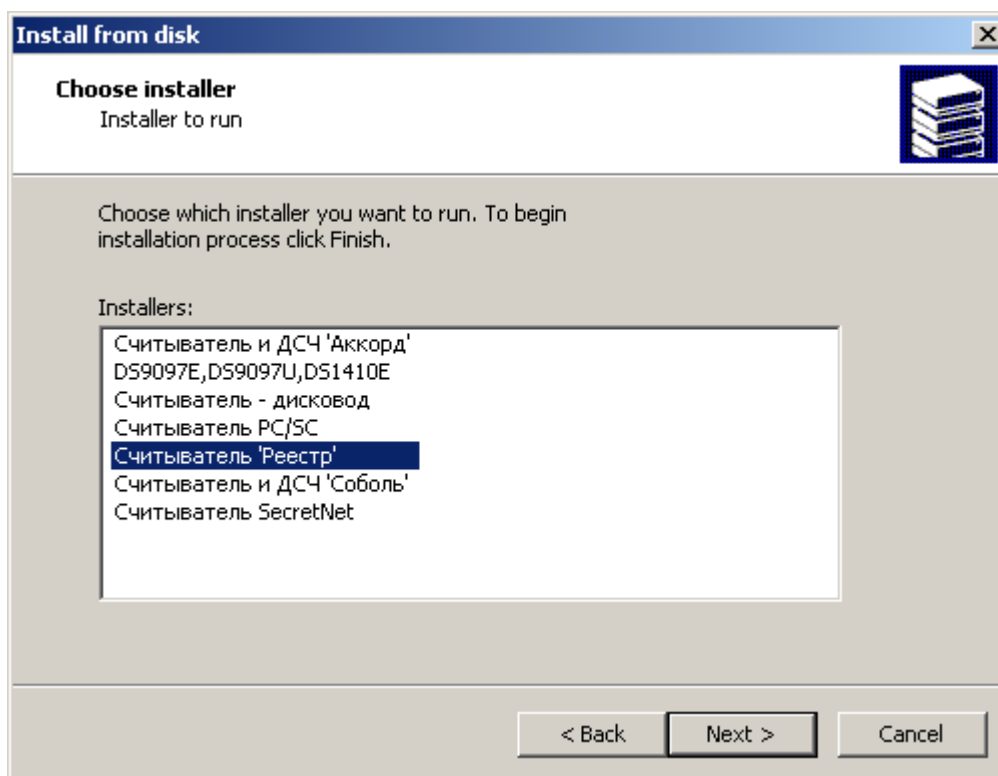 Install from disk
Choose installer
Installer to run
Choose which installer you want to run. To begin
installation process click Finish.
Installers:
Считыватель и ДСЧ 'Аккорд'
DS9097E,DS9097U,DS1410E
Считыватель - дисковод
Считыватель PC/SC
Считыватель 'Реестр'
Считыватель и ДСЧ 'Соболь'
Считыватель SecretNet
< Back Next > Cancel